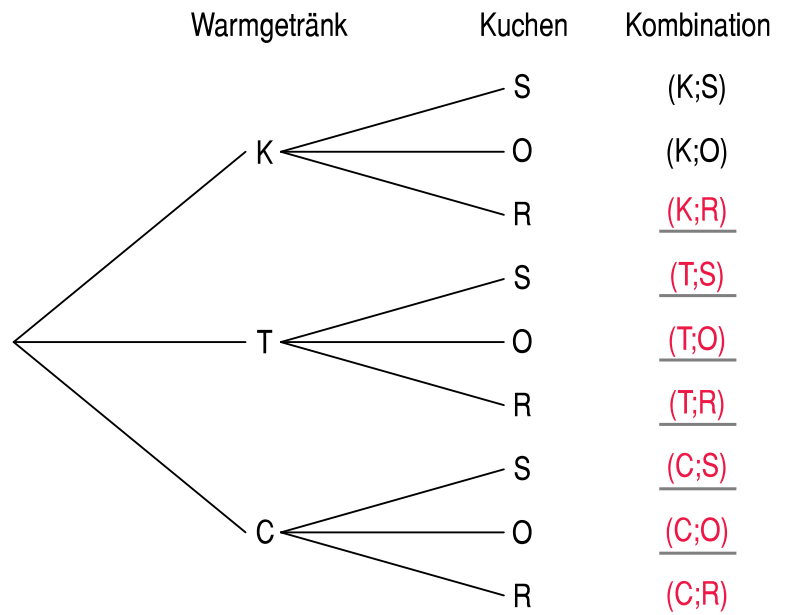 Warmgetränk Kuchen Kombination
S (K;S)
K O (K;O)
R (K;R)
S (T;S)
T O (T;O)
R (T;R)
S (C;S)
C O (C;O)
R (C;R)